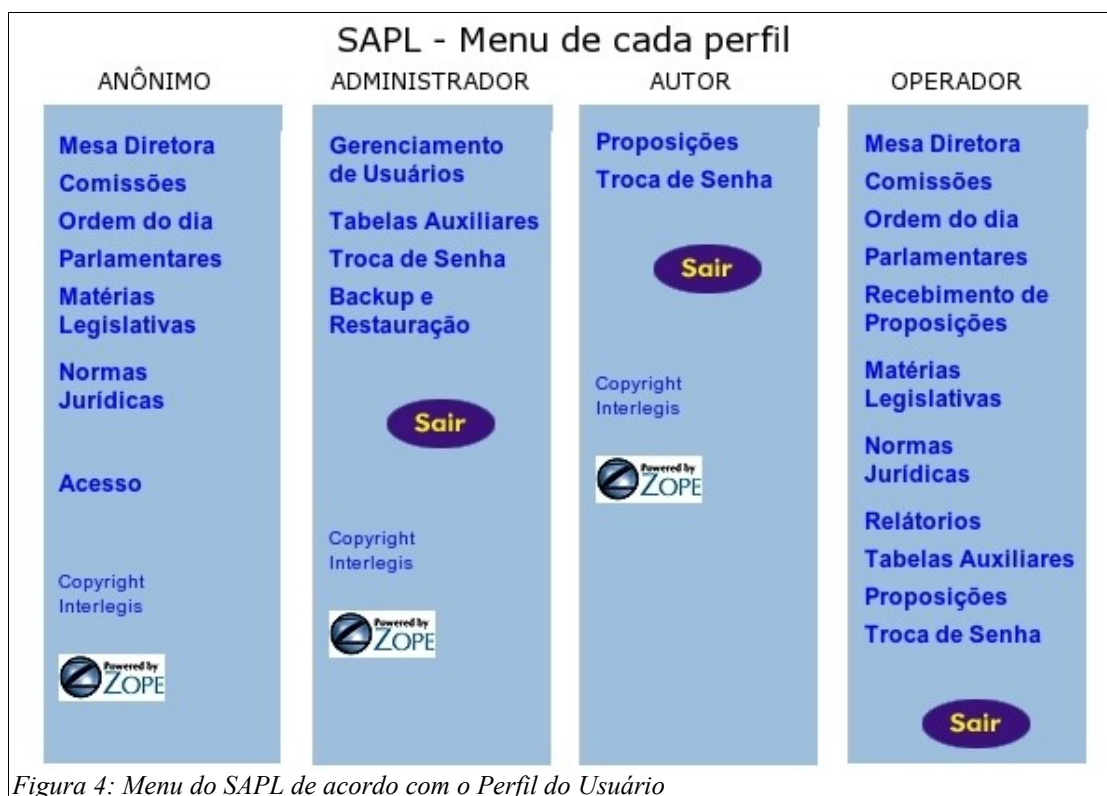 SAPL - Menu de cada perfil
ANÔNIMO
Mesa Diretora
Comissões
Ordem do dia
Parlamentares
Matérias
Legislativas
Normas
Jurídicas
Acesso
Copyright
Interlegis
Powered by
ZOPE
ADMINISTRADOR
Gerenciamento
de Usuários
Tabelas Auxiliares
Troca de Senha
Backup e
Restauração
Sair
Copyright
Interlegis
Powered by
ZOPE
AUTOR
Proposições
Troca de Senha
Sair
Copyright
Interlegis
Powered by
ZOPE
OPERADOR
Mesa Diretora
Comissões
Ordem do dia
Parlamentares
Recebimento de
Proposições
Matérias
Legislativas
Normas
Jurídicas
Relátorios
Tabelas Auxiliares
Proposições
Troca de Senha
Sair
Figura 4: Menu do SAPL de acordo com o Perfil do Usuário